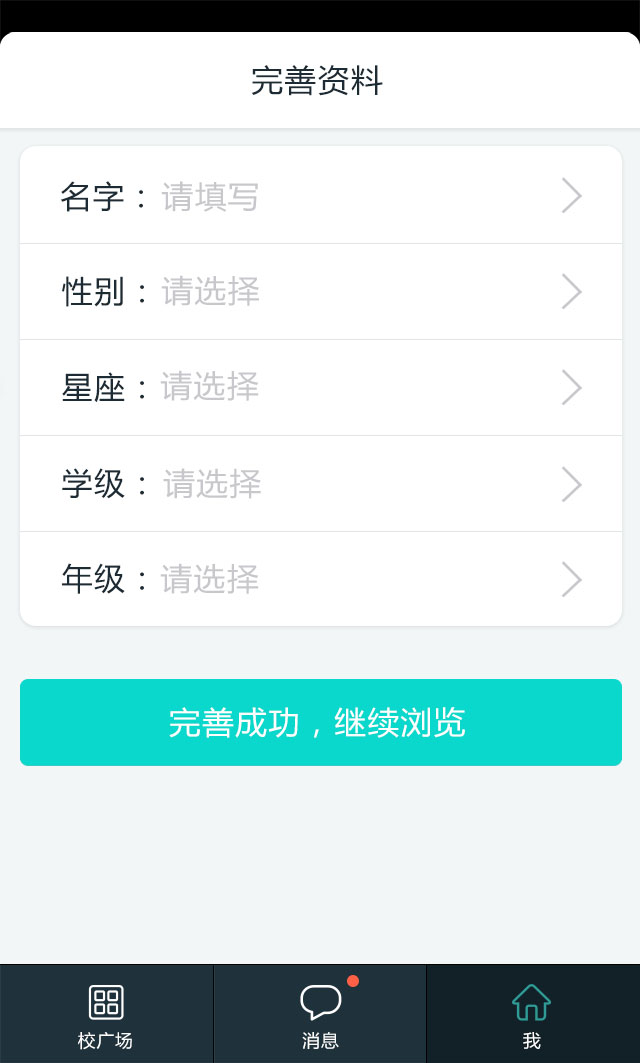 完善资料
名字：请填写
性别：请选择
星座：请选择
学级：请选择
年级：请选择
完善成功，继续浏览
校广场
消息
我